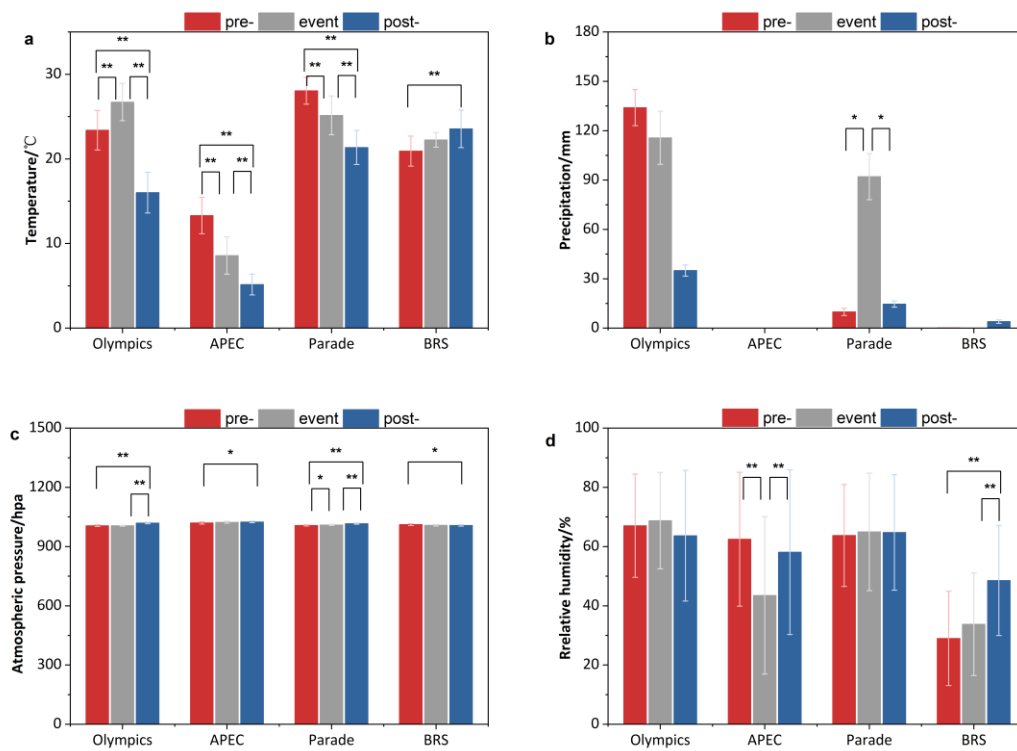 pre- event post-
a
** ** **
** ** ** ** **
**
** **
Temperature/℃
30
20
10
0
Olympics APEC Parade BRS
pre- event post-
b
* *
Precipitation/mm
180
150
120
90
60
30
0
Olympics APEC Parade BRS
pre- event post-
c
** * ** *
** * **
Atmospheric pressure/hpa
1500
1200
900
600
300
0
Olympics APEC Parade BRS
pre- event post-
d
** ** **
**
Rrelative humidity/%
100
80
60
40
20
0
Olympics APEC Parade BRS